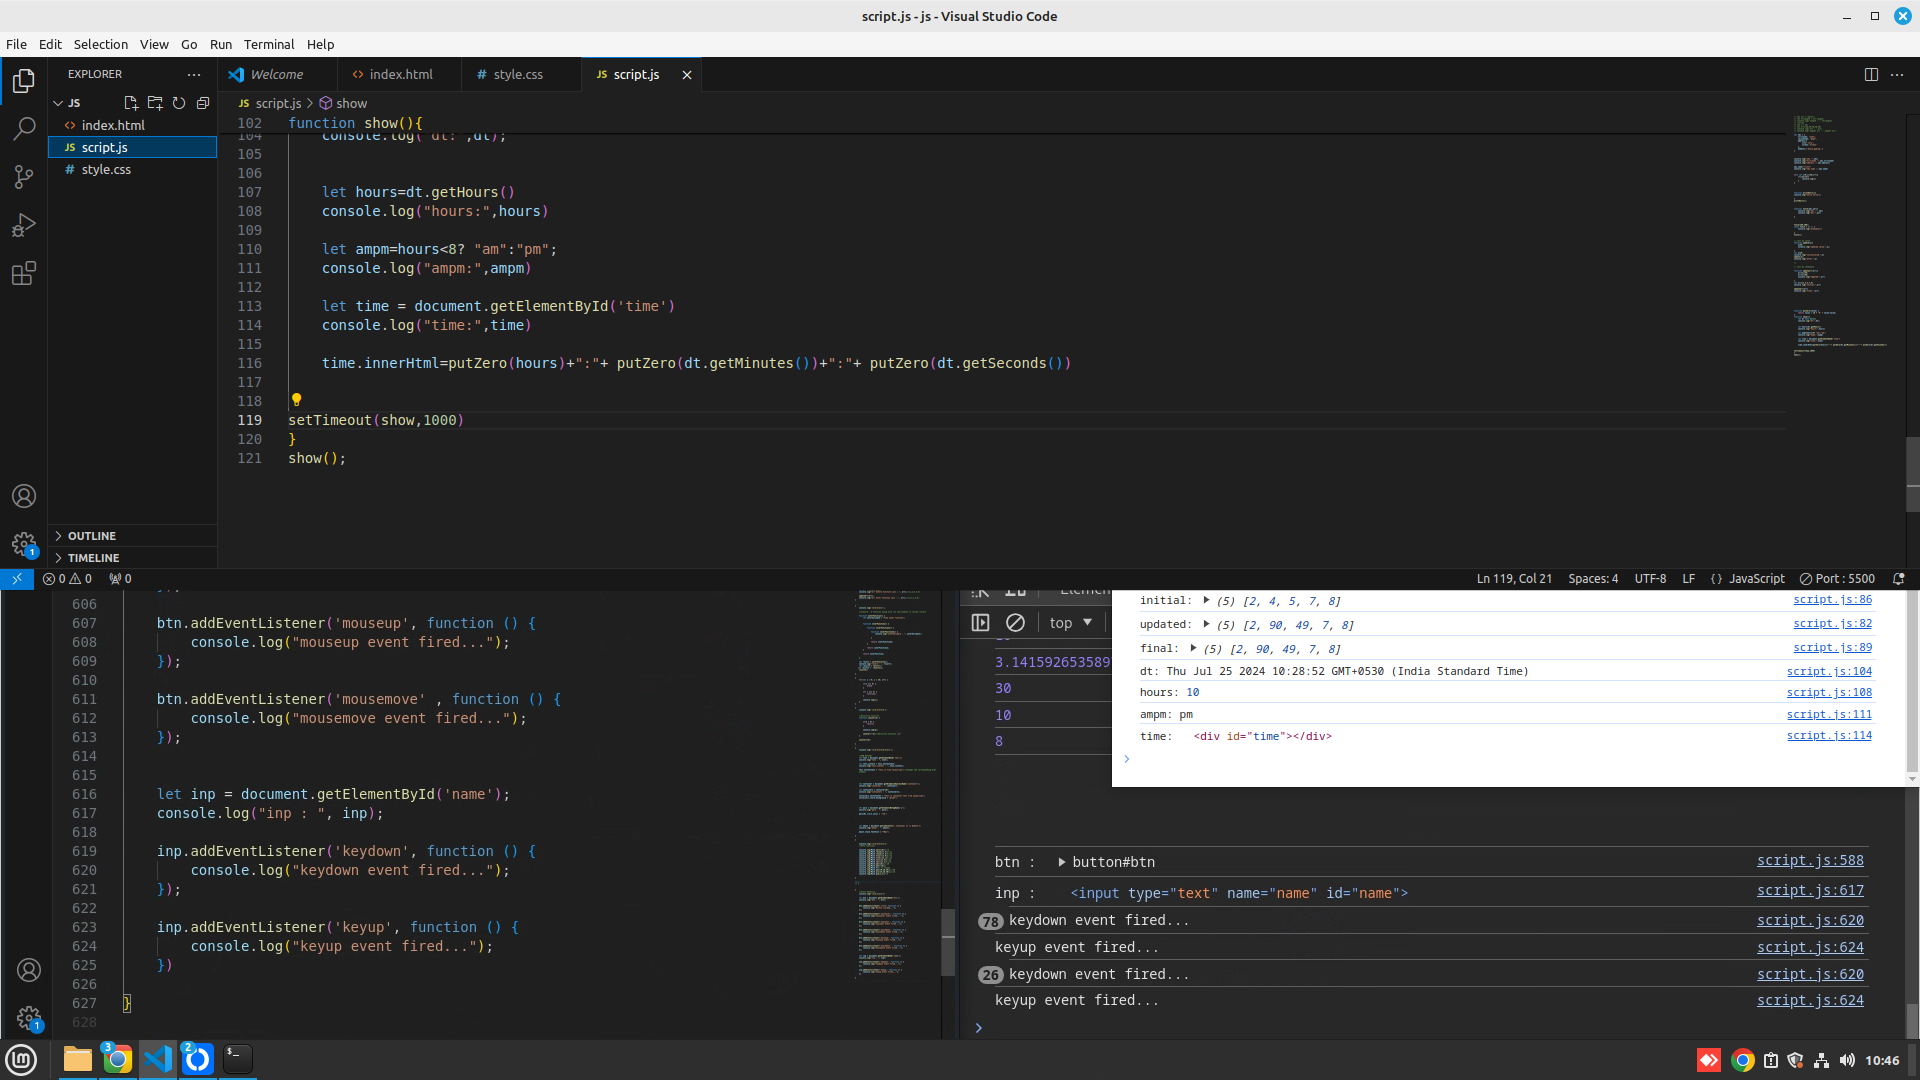 script.js - js - Visual Studio Code
File Edit Selection View Go Run Terminal Help
EXPLORER
JS
index.html
script.js
style.css
OUTLINE
TIMELINE
Welcome index.html style.css script.js
script.js > show
102 function show(){
104 console.log("dt:",dt);
105
106
107 let hours=dt.getHours()
108 console.log("hours:",hours)
109
110 let ampm=hours<8? "am":"pm";
111 console.log("ampm:",ampm)
112
113 let time = document.getElementById('time')
114 console.log("time:",time)
115
116 time.innerHtml=putZero(hours)+":"+ putZero(dt.getMinutes())+":"+ putZero(dt.getSeconds())
117
118
119 setTimeout(show,1000)
120 }
121 show();
1
0 0 0
Ln 119, Col 21 Spaces: 4 UTF-8 LF {} JavaScript Port : 5500
606
607 btn.addEventListener('mouseup', function () {
608 console.log("mouseup event fired...");
609 });
610
611 btn.addEventListener('mousemove' , function () {
612 console.log("mousemove event fired...");
613 });
614
615
616 let inp = document.getElementById('name');
617 console.log("inp : ", inp);
618
619 inp.addEventListener('keydown', function () {
620 console.log("keydown event fired...");
621 });
622
623 inp.addEventListener('keyup', function () {
624 console.log("keyup event fired...");
625 })
626
627 }
628
1
top
3.1415926535897
30
10
8
initial: (5) [2, 4, 5, 7, 8] script.js:86
updated: (5) [2, 90, 49, 7, 8] script.js:82
final: (5) [2, 90, 49, 7, 8] script.js:89
dt: Thu Jul 25 2024 10:28:52 GMT+0530 (India Standard Time) script.js:104
hours: 10 script.js:108
ampm: pm script.js:111
time: <div id="time"></div> script.js:114
btn : button#btn script.js:588
inp : <input type="text" name="name" id="name"> script.js:617
78 keydown event fired... script.js:620
keyup event fired... script.js:624
26 keydown event fired... script.js:620
keyup event fired... script.js:624
3 2 10:46